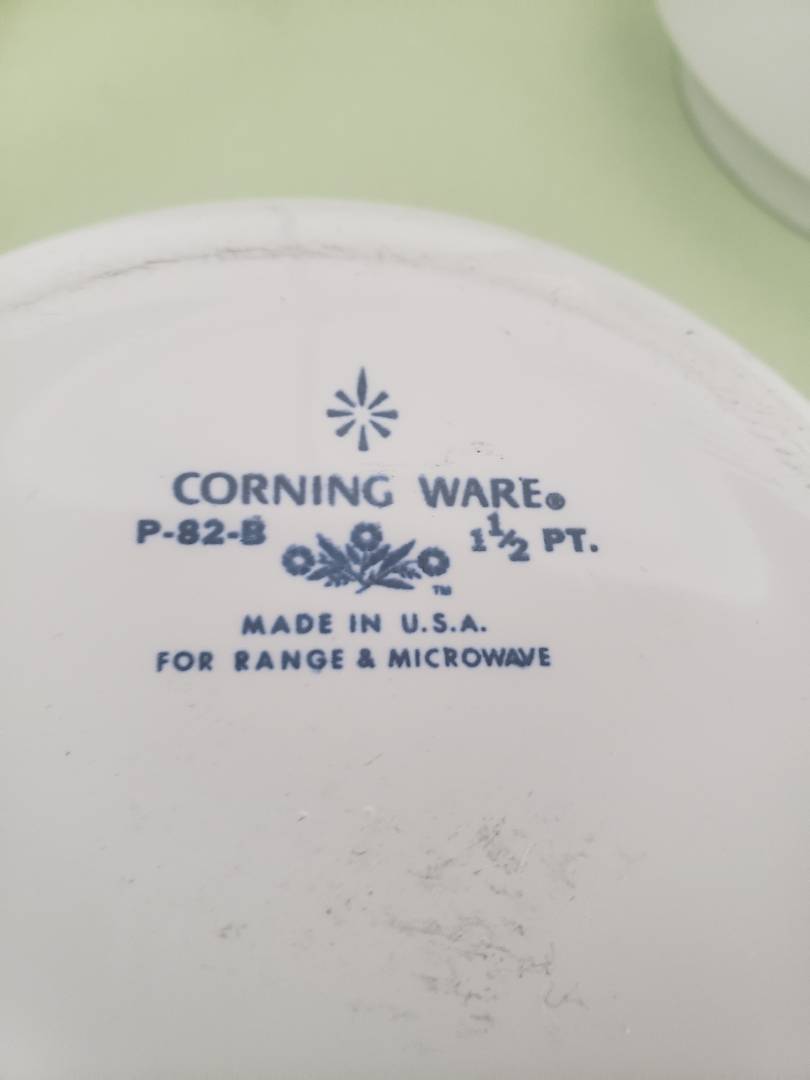 CORNING WARE®
P-82-B 1½ PT.
TM
MADE IN U.S.A.
FOR RANGE & MICROWAVE